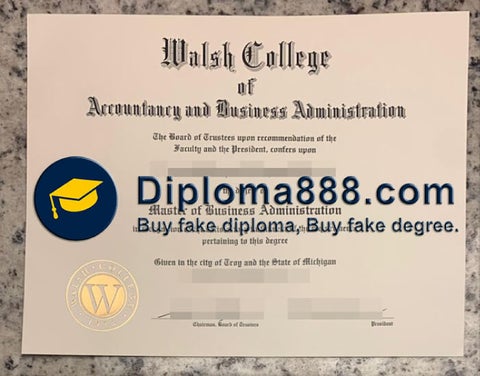 Walsh College
of
Accountancy and Business Administration
The Board of Trustees upon recommendation of the
Faculty and the President, confers upon
Diploma888.com
Master of Business Administration
Buy fake diploma, Buy fake degree.
pertaining to this degree
Given in the city of Troy and the State of Michigan
W
Chairman, Board of Trustees
President